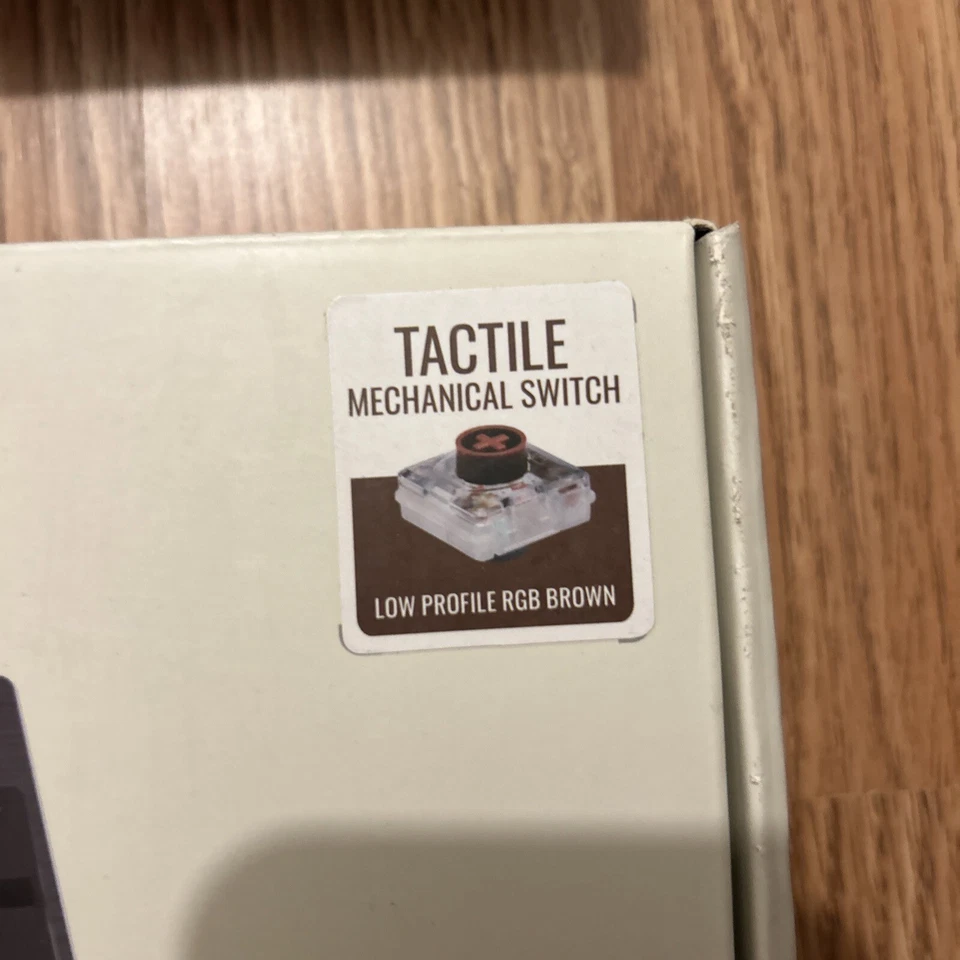 TACTILE
MECHANICAL SWITCH
LOW PROFILE RGB BROWN